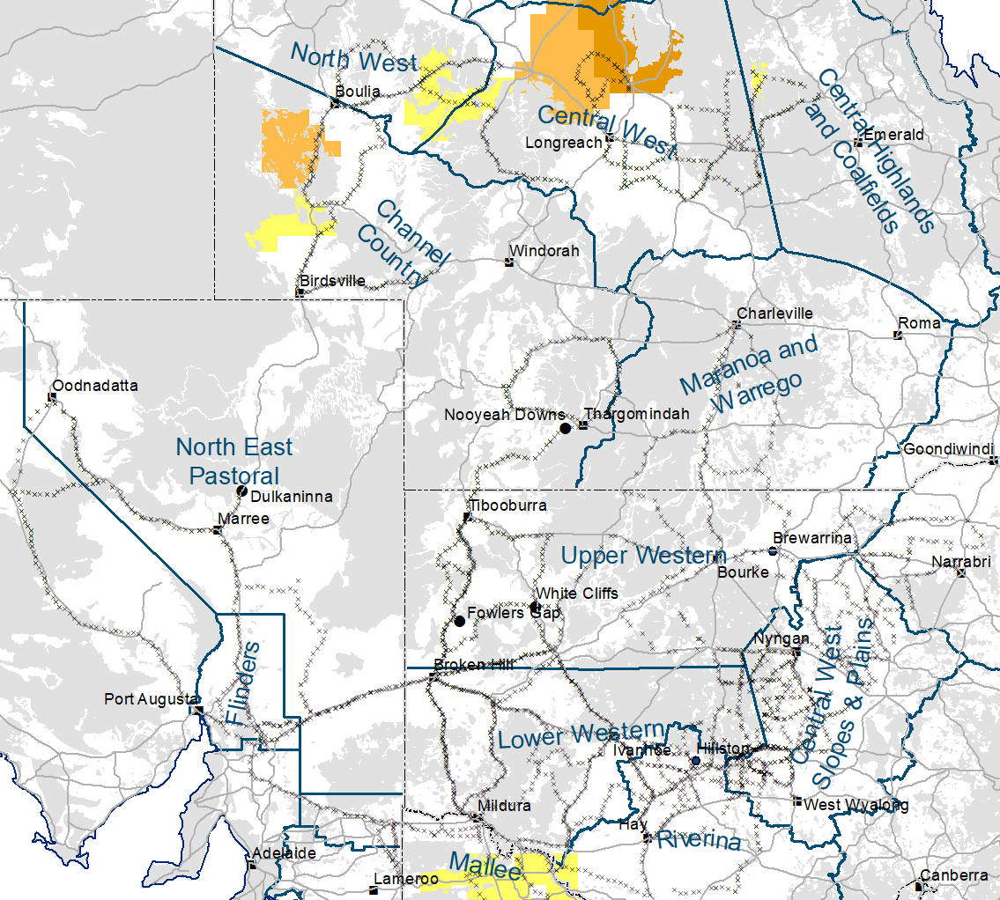 North West
Boulia
Central West
Longreach
Central Highlands
and Coalfields
Emerald
Channel
Country
Windorah
Birdsville
Charleville
Roma
Maranoa and
Warrego
Oodnadatta
Nooyeah Downs
Thargomindah
North East
Pastoral
Goondiwindi
Dulkaninna
Marree
Tibooburra
Upper Western
Brewarrina
Bourke
Narrabri
White Cliffs
Fowlers Gap
Nyngan
Central West
Slopes & Plains
Broken Hill
Flinders
Port Augusta
Lower Western
Ivanhoe
Hillston
Mildura
West Wyalong
Hay
Riverina
Adelaide
Mallee
Lameroo
Canberra